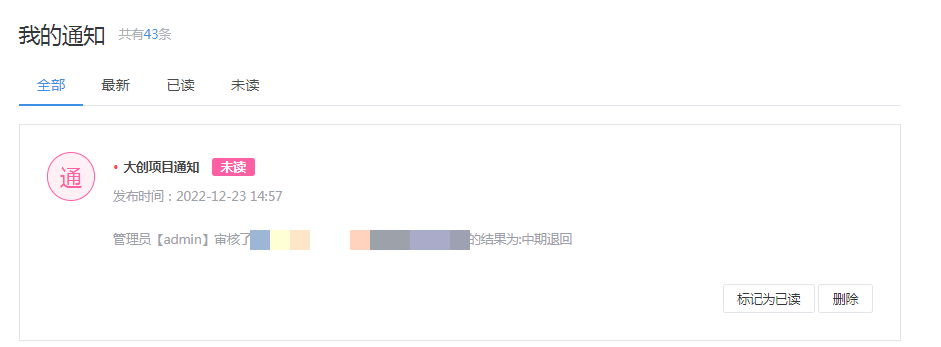 我的通知 共有43条
全部 最新 已读 未读
通
大创项目通知 未读
发布时间：2022-12-23 14:57
管理员【admin】审核了 的结果为:中期退回
标记为已读 删除